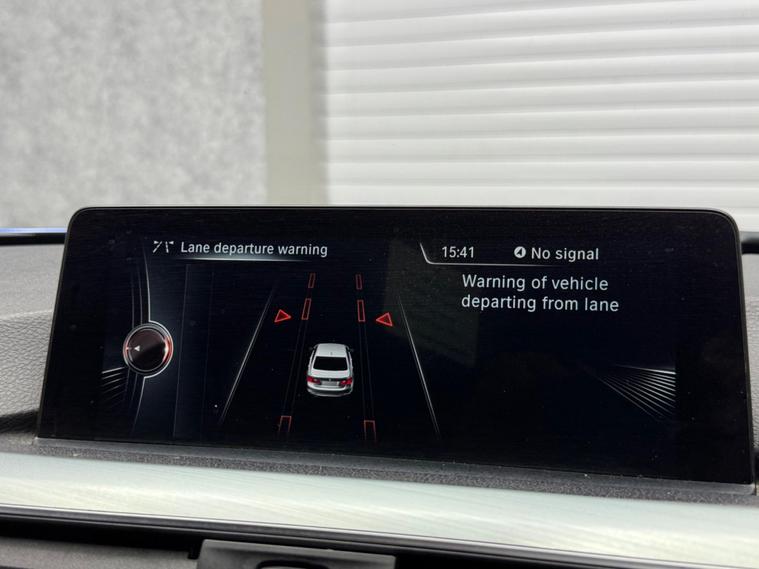 Lane departure warning
15:41
No signal
Warning of vehicle
departing from lane